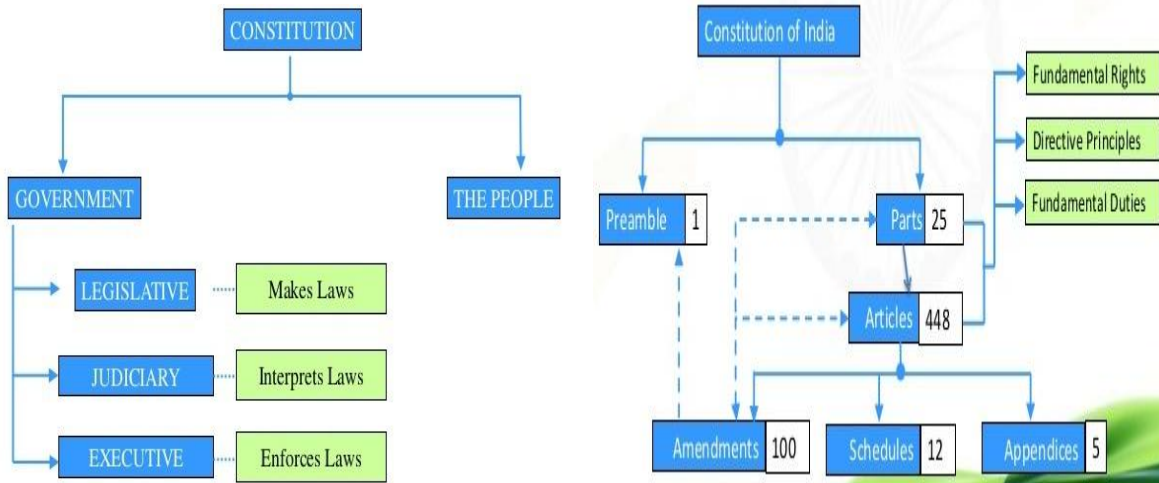 CONSTITUTION
GOVERNMENT
THE PEOPLE
LEGISLATIVE
Makes Laws
JUDICIARY
Interprets Laws
EXECUTIVE
Enforces Laws
Constitution of India
Fundamental Rights
Directive Principles
Fundamental Duties
Preamble 1
Parts 25
Articles 448
Amendments 100
Schedules 12
Appendices 5